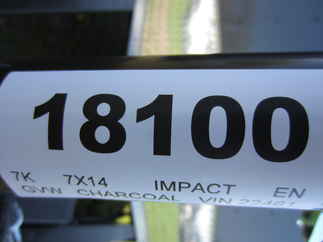 18100
7K 7X14 IMPACT EN
GVW CHARCOAL VIN